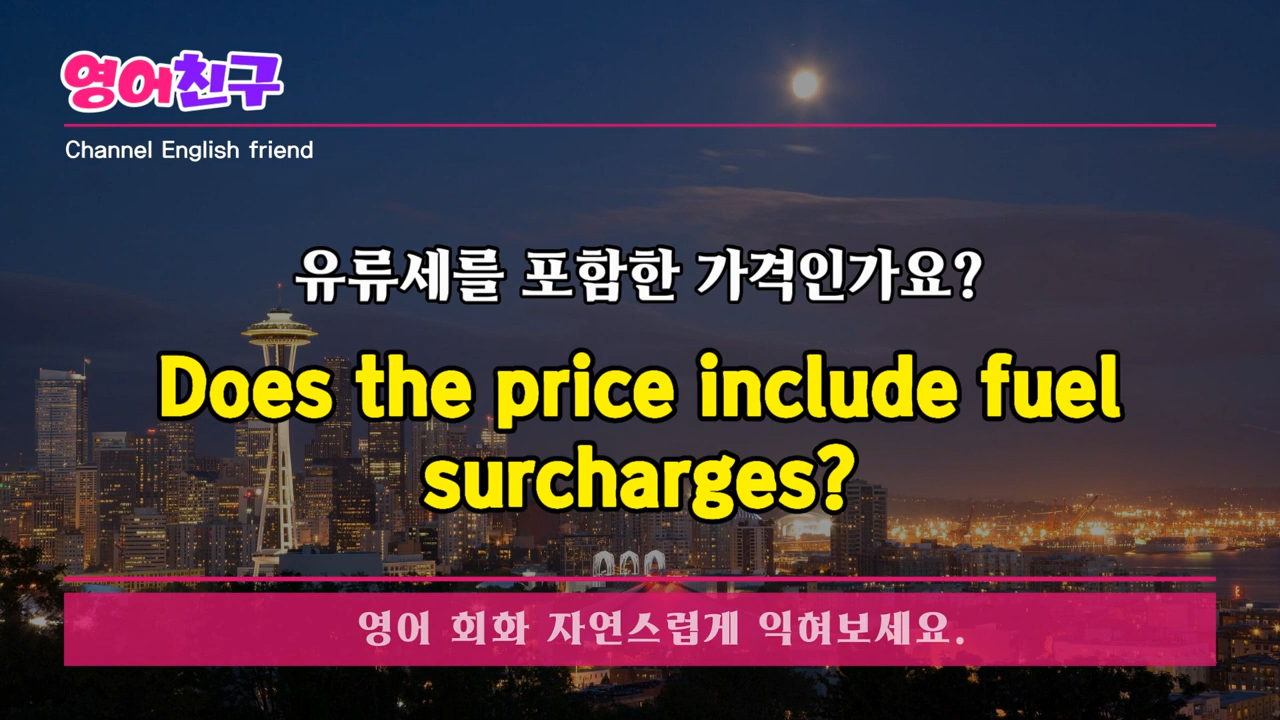 영어친구
Channel English friend
유류세를 포함한 가격인가요?
Does the price include fuel
surcharges?
영어 회화 자연스럽게 익혀보세요.